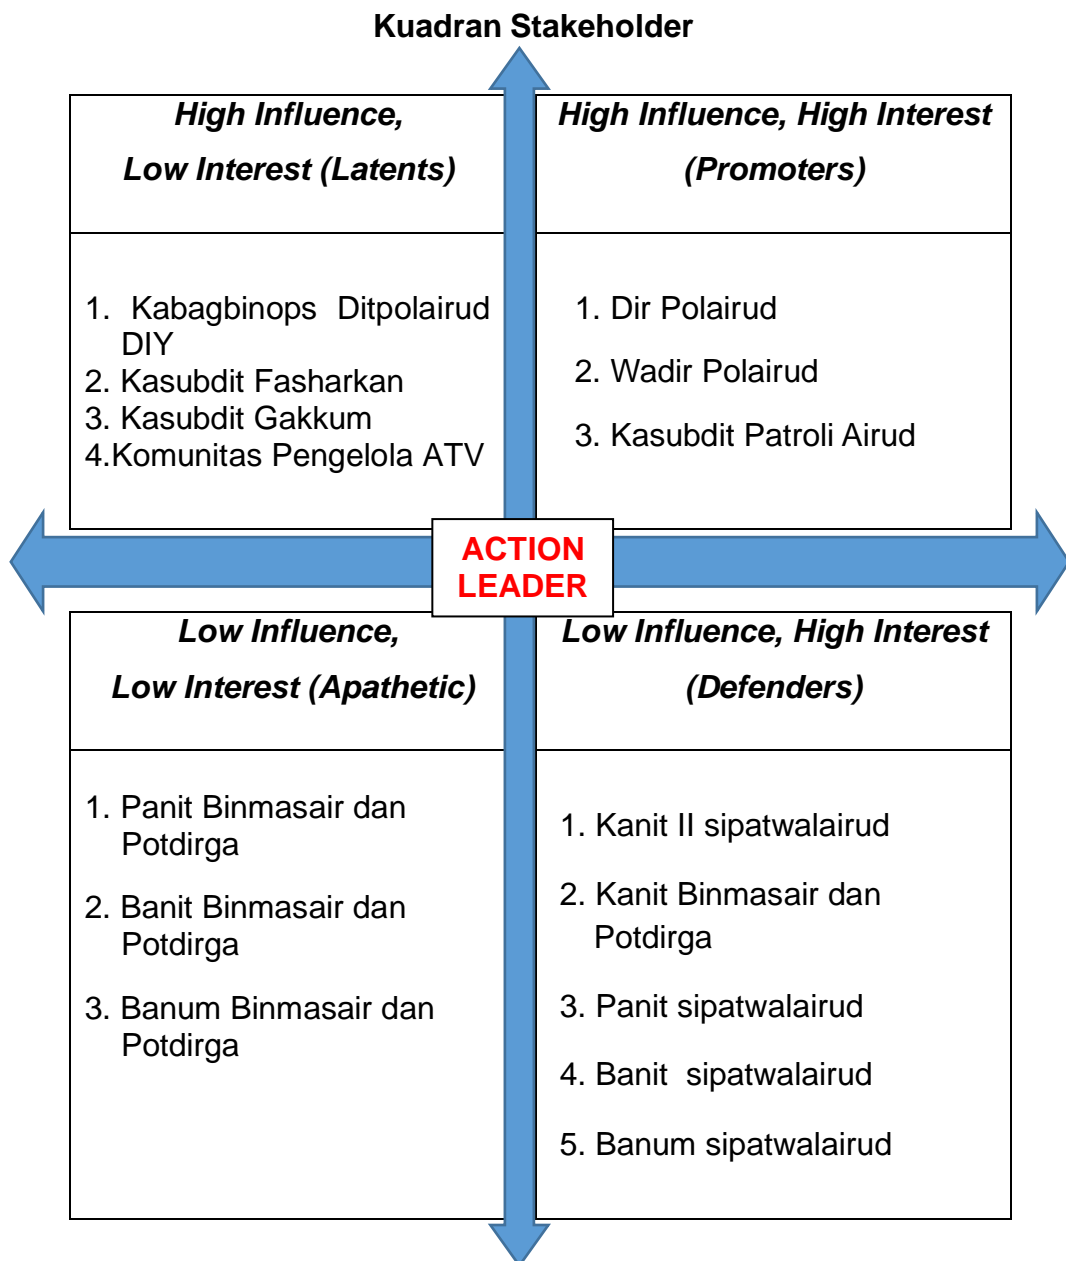 Kuadran Stakeholder
High Influence,
Low Interest (Latents)
High Influence, High Interest
(Promoters)
1. Kabagbinops Ditpolairud
DIY
2. Kasubdit Fasharkan
3. Kasubdit Gakkum
4.Komunitas Pengelola ATV
1. Dir Polairud
2. Wadir Polairud
3. Kasubdit Patroli Airud
ACTION
LEADER
Low Influence,
Low Interest (Apathetic)
Low Influence, High Interest
(Defenders)
1. Panit Binmasair dan
Potdirga
2. Banit Binmasair dan
Potdirga
3. Banum Binmasair dan
Potdirga
1. Kanit II sipatwalairud
2. Kanit Binmasair dan
Potdirga
3. Panit sipatwalairud
4. Banit sipatwalairud
5. Banum sipatwalairud